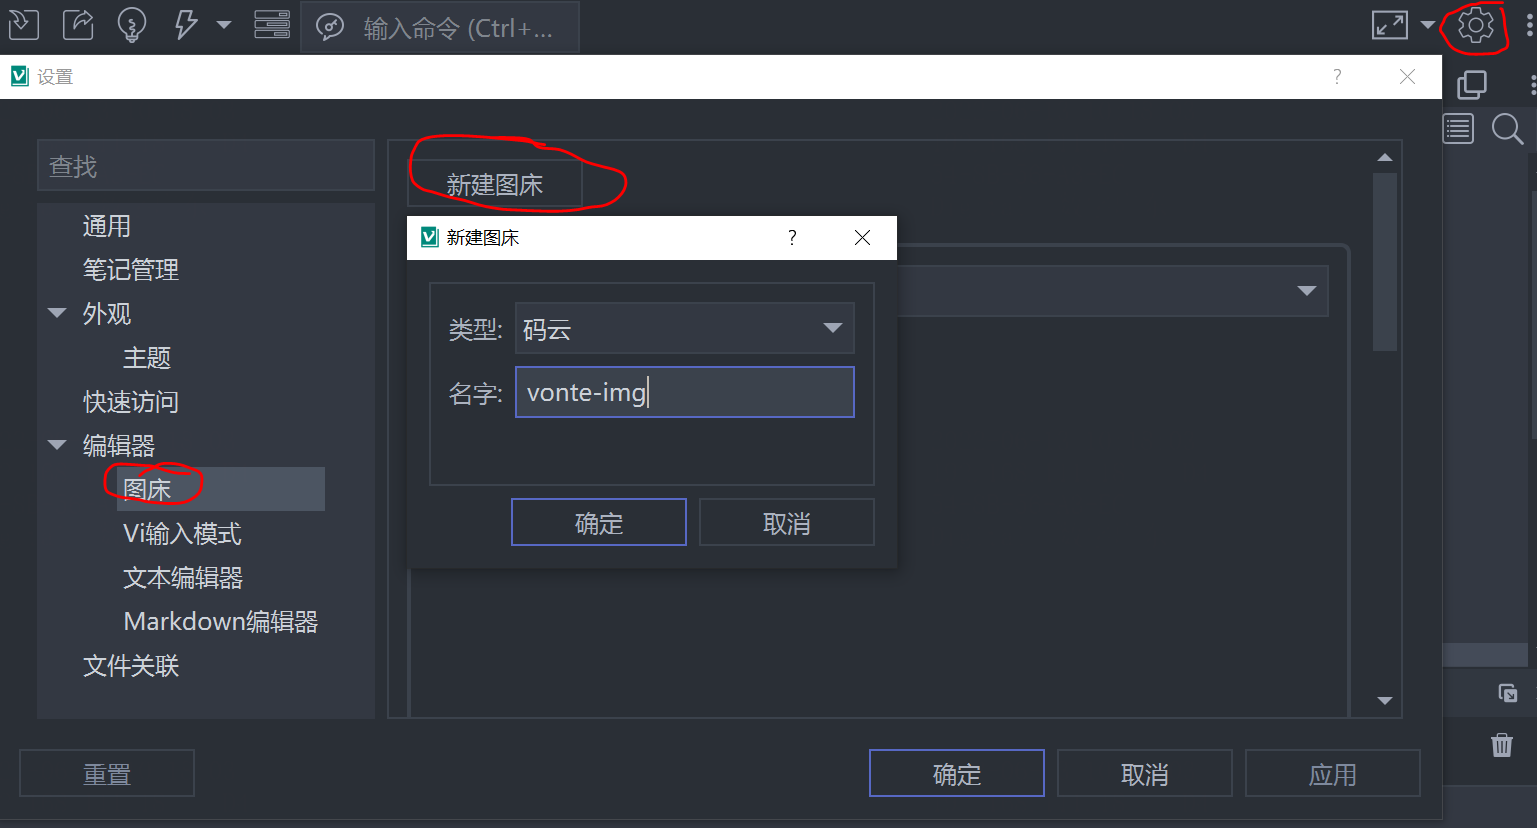 输入命令 (Ctrl+...
设置
?
查找
通用
笔记管理
外观
主题
快速访问
编辑器
图床
Vi输入模式
文本编辑器
Markdown编辑器
文件关联
新建图床
新建图床
?
类型:
码云
名字:
vonte-img
确定
取消
重置
确定
取消
应用